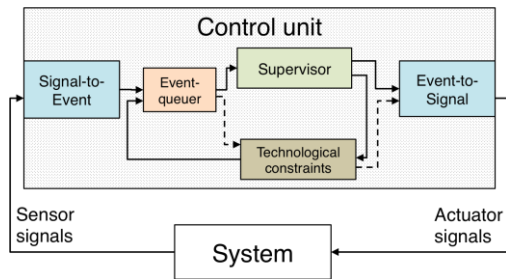 Control unit
Signal-to-
Event
Event-
queuer
Supervisor
Event-to-
Signal
Technological
constraints
Sensor
signals
System
Actuator
signals